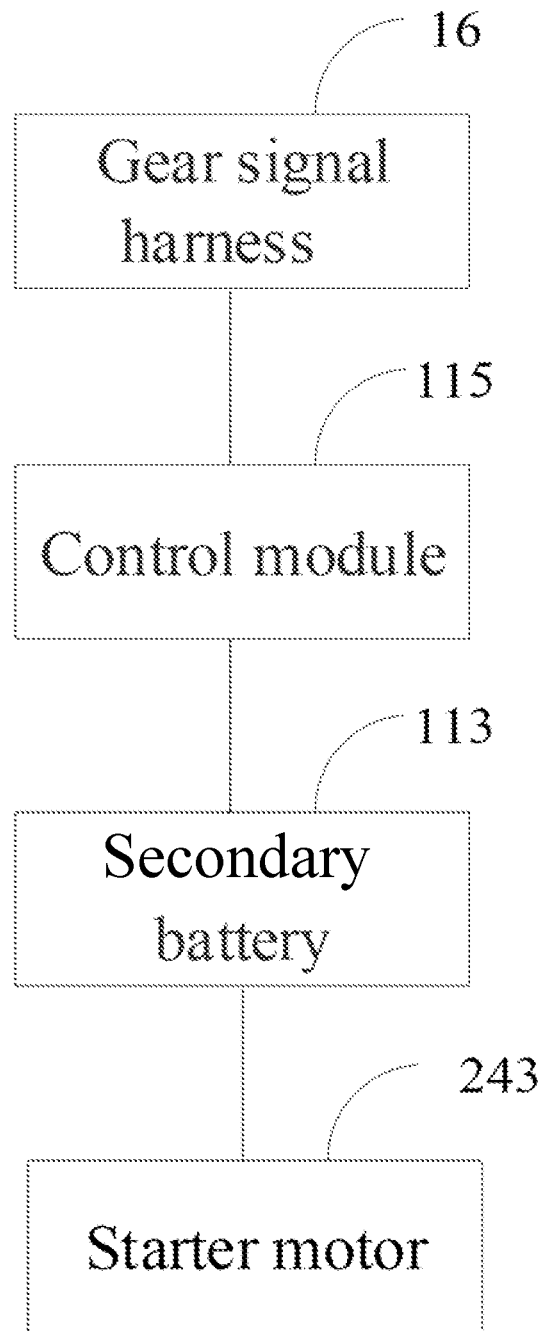 16
Gear signal
harness
115
Control module
113
Secondary
battery
243
Starter motor